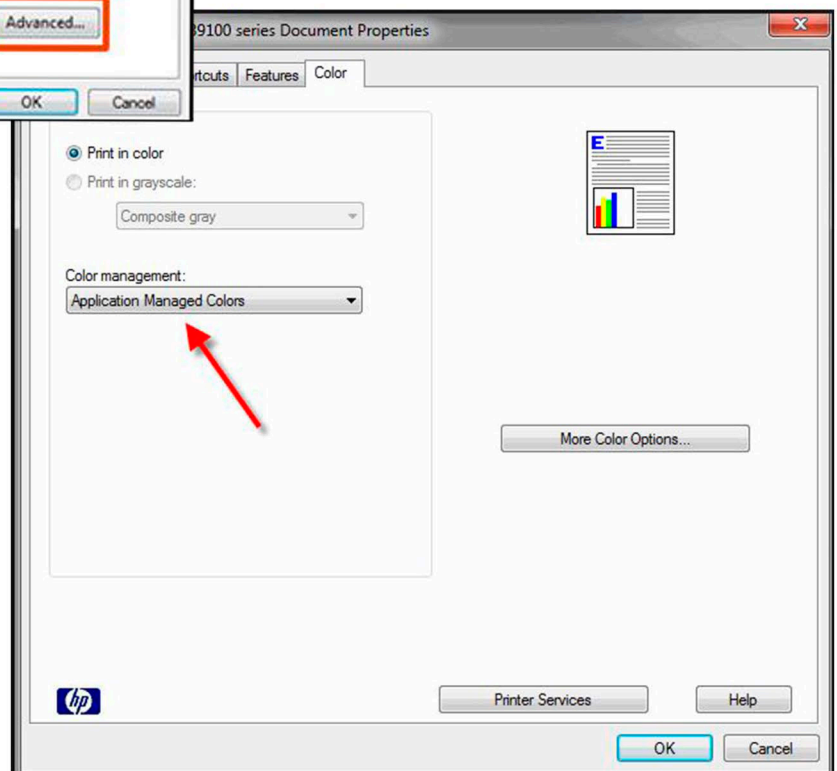 Advanced...
OK
Cancel
9100 series Document Properties
Features
Color
Print in color
Print in grayscale:
Composite gray
Color management:
Application Managed Colors
E
More Color Options...
hp
Printer Services
Help
OK
Cancel